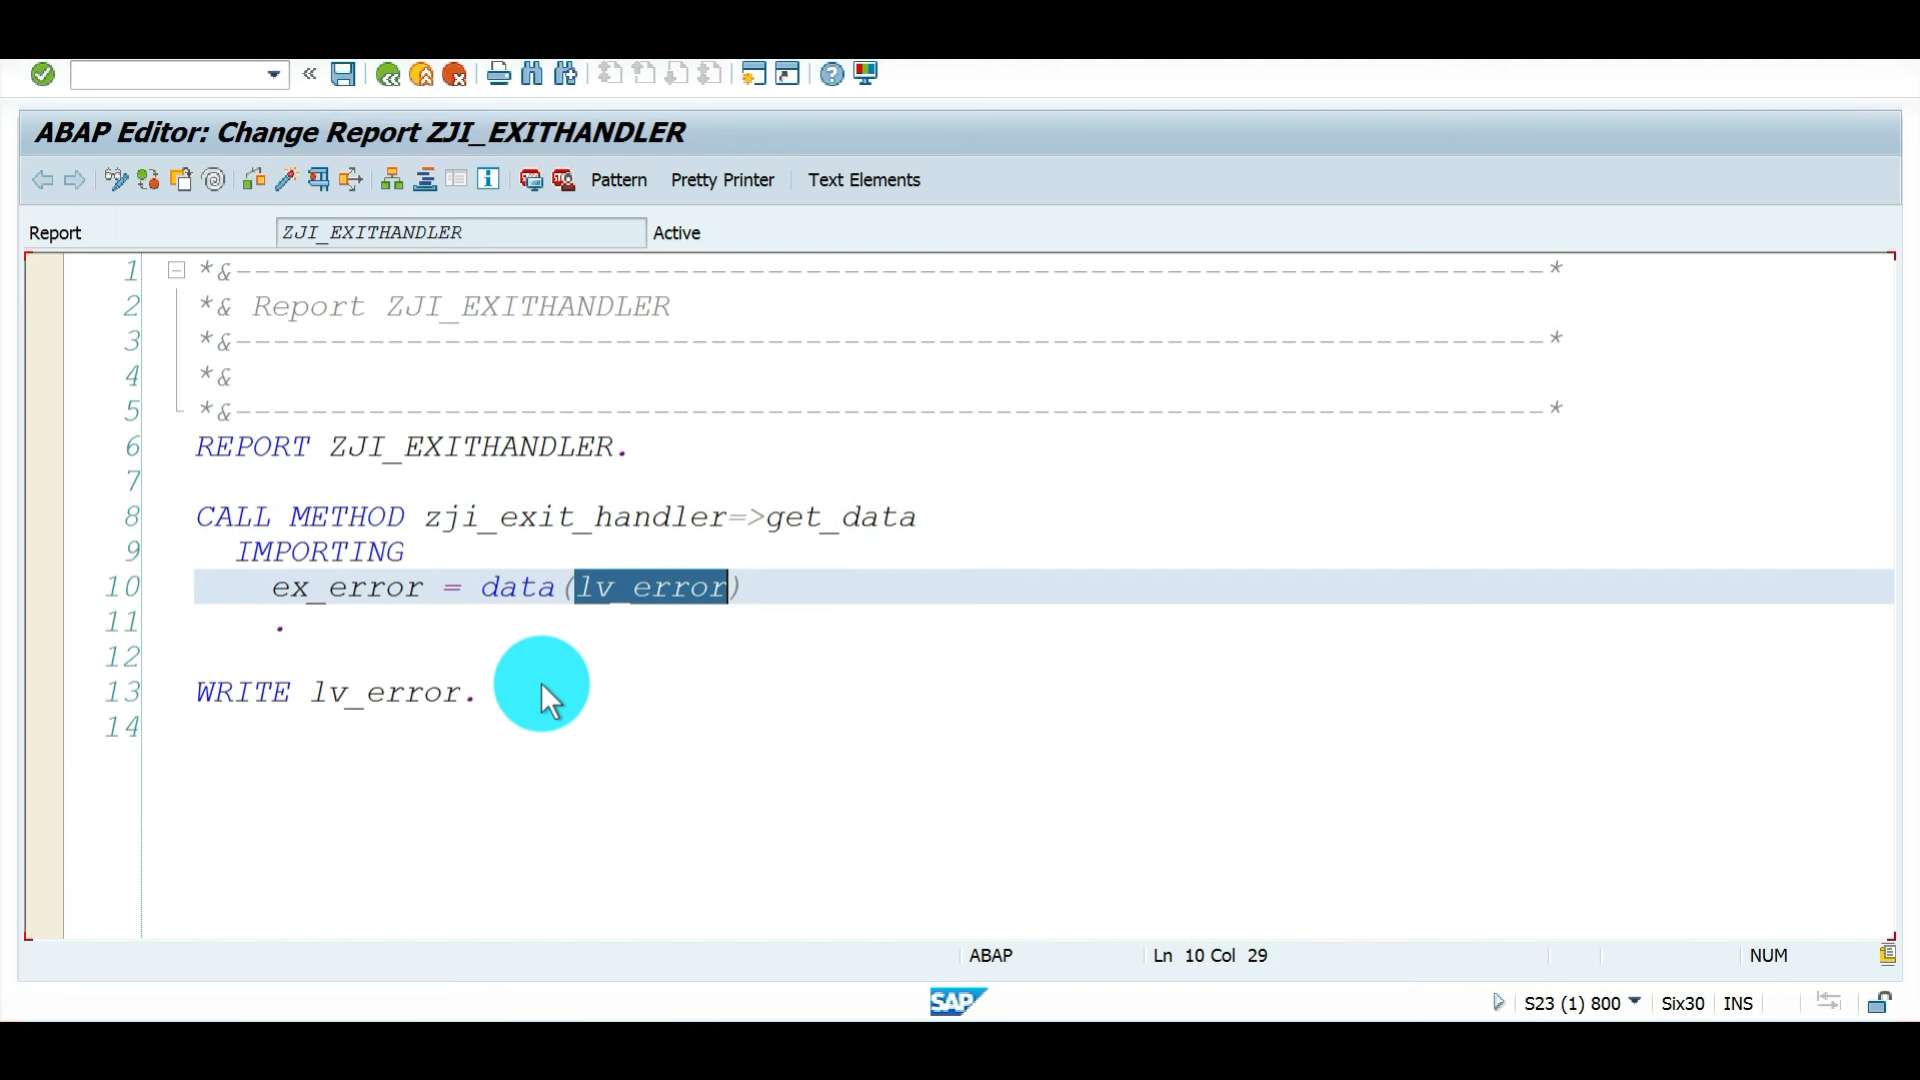 «
ABAP Editor: Change Report ZJI_EXITHANDLER
Pattern Pretty Printer Text Elements
Report ZJI_EXITHANDLER Active
1 *&---------------------------------------------------------------------*
2 *& Report ZJI_EXITHANDLER
3 *&---------------------------------------------------------------------*
4 *&
5 *&---------------------------------------------------------------------*
6 REPORT ZJI_EXITHANDLER.
7
8 CALL METHOD zji_exit_handler=>get_data
9 IMPORTING
10 ex_error = data(lv_error)
11 .
12
13 WRITE lv_error.
14
ABAP Ln 10 Col 29 NUM
SAP S23 (1) 800 Six30 INS